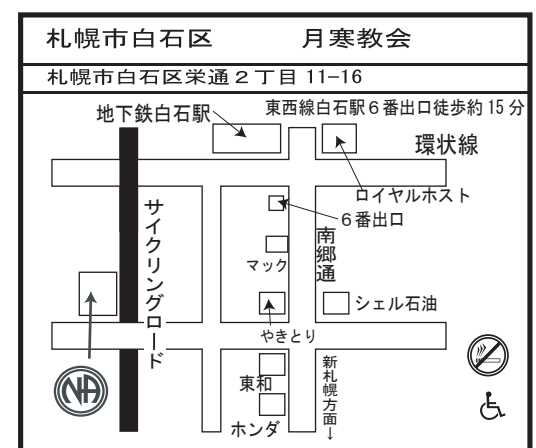 札幌市白石区　　月寒教会
札幌市白石区栄通２丁目 11−16
東西線白石駅６番出口徒歩約 15 分
地下鉄白石駅
環状線
ロイヤルホスト
６番出口
サイクリングロード
南郷通
マック
シェル石油
やきとり
東和
新札幌方面↓
ホンダ
NA